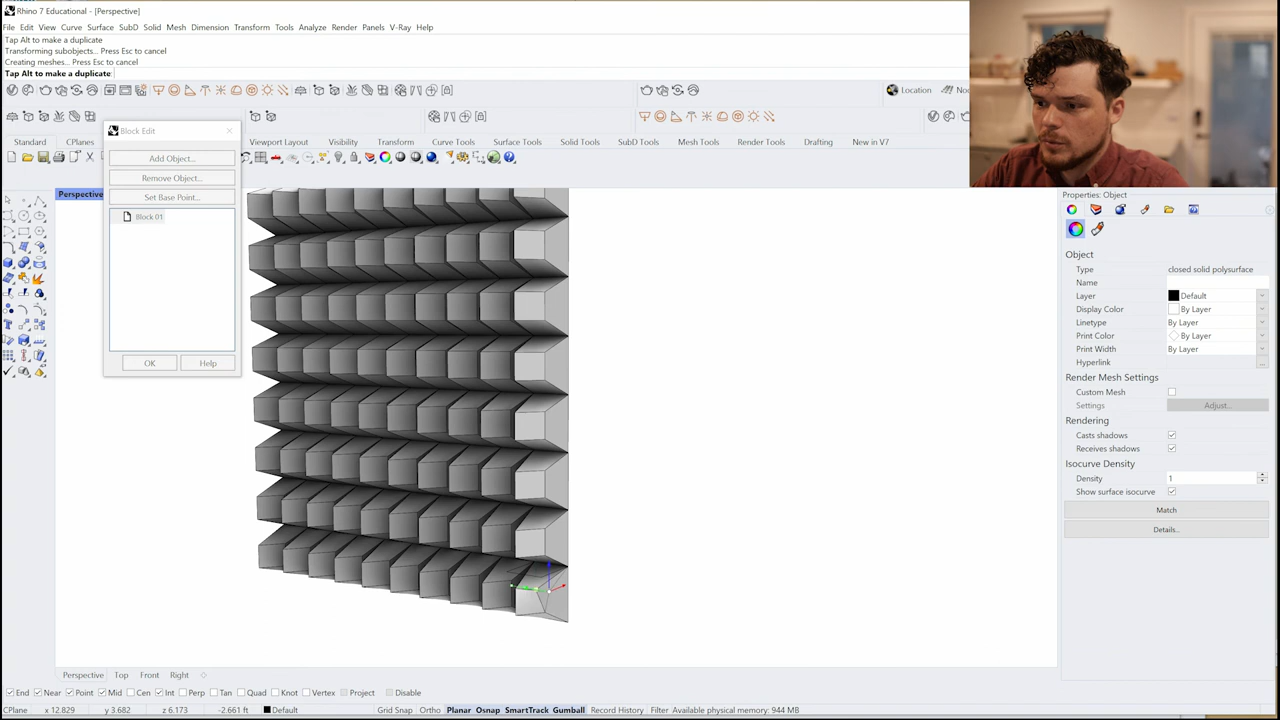 Rhino 7 Educational - [Perspective]
File Edit View Curve Surface SubD Solid Mesh Dimension Transform Tools Analyze Render Panels V-Ray Help
Tap Alt to make a duplicate
Transforming subobjects... Press Esc to cancel
Creating meshes... Press Esc to cancel
Tap Alt to make a duplicate
Location
Block Edit
Standard CPlanes Viewport Layout Visibility Transform Curve Tools Surface Tools Solid Tools SubD Tools Mesh Tools Render Tools Drafting New in V7
Add Object...
Remove Object...
Set Base Point...
Block 01
OK Help
Perspective
Properties: Object
Object
Type closed solid polysurface
Name
Layer Default
Display Color By Layer
Linetype By Layer
Print Color By Layer
Print Width By Layer
Hyperlink ...
Render Mesh Settings
Custom Mesh
Settings Adjust...
Rendering
Casts shadows
Receives shadows
Isocurve Density
Density 1
Show surface isocurve
Match
Details...
Perspective Top Front Right
End Near Point Mid Cen Int Perp Tan Quad Knot Vertex Project Disable
CPlane x 12.829 y 3.682 z 6.173 -2.661 ft Default Grid Snap Ortho Planar Osnap SmartTrack Gumball Record History Filter Available physical memory: 944 MB